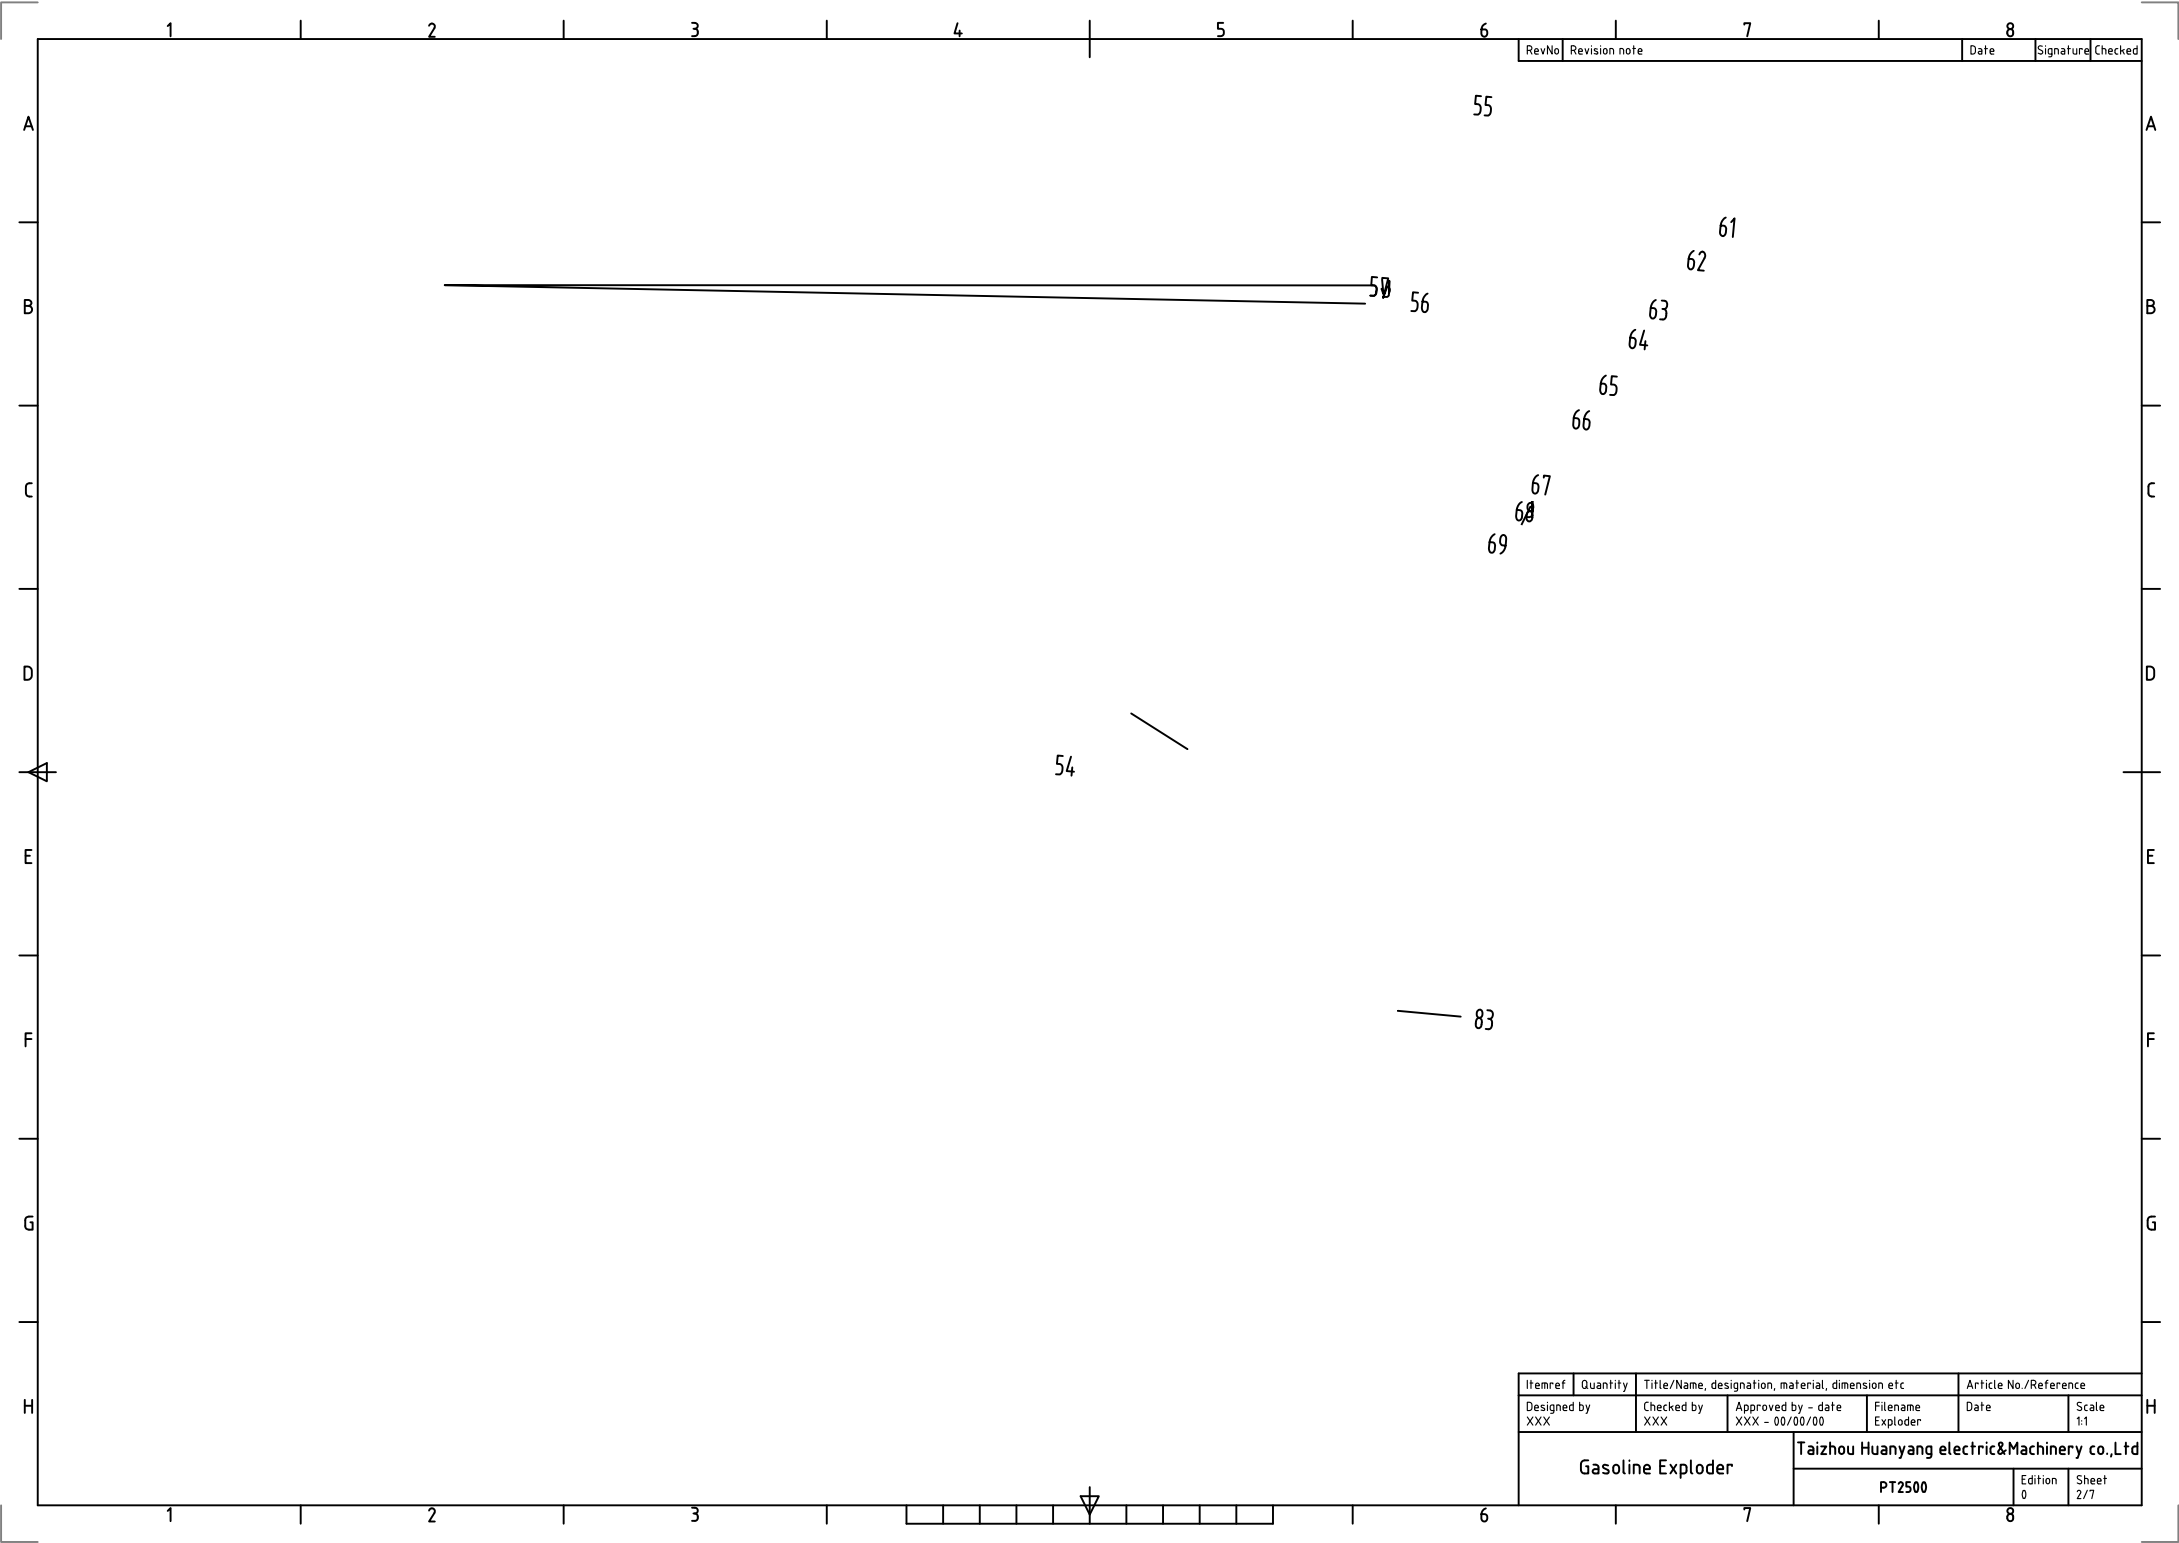 1 2 3 4 5 6 7 8
RevNo Revision note Date Signature Checked
55
A A
61
62
56
B 63 B
64
65
66
67
C C
69
D D
54
E E
83
F F
G G
Itemref Quantity Title/Name, designation, material, dimension etc Article No./Reference
H Designed by Checked by Approved by - date Filename Date Scale H
XXX XXX XXX - 00/00/00 Exploder 1:1
Taizhou Huanyang electric&Machinery co.,Ltd
Gasoline Exploder
PT2500 Edition Sheet
0 2/7
1 2 3 6 7 8